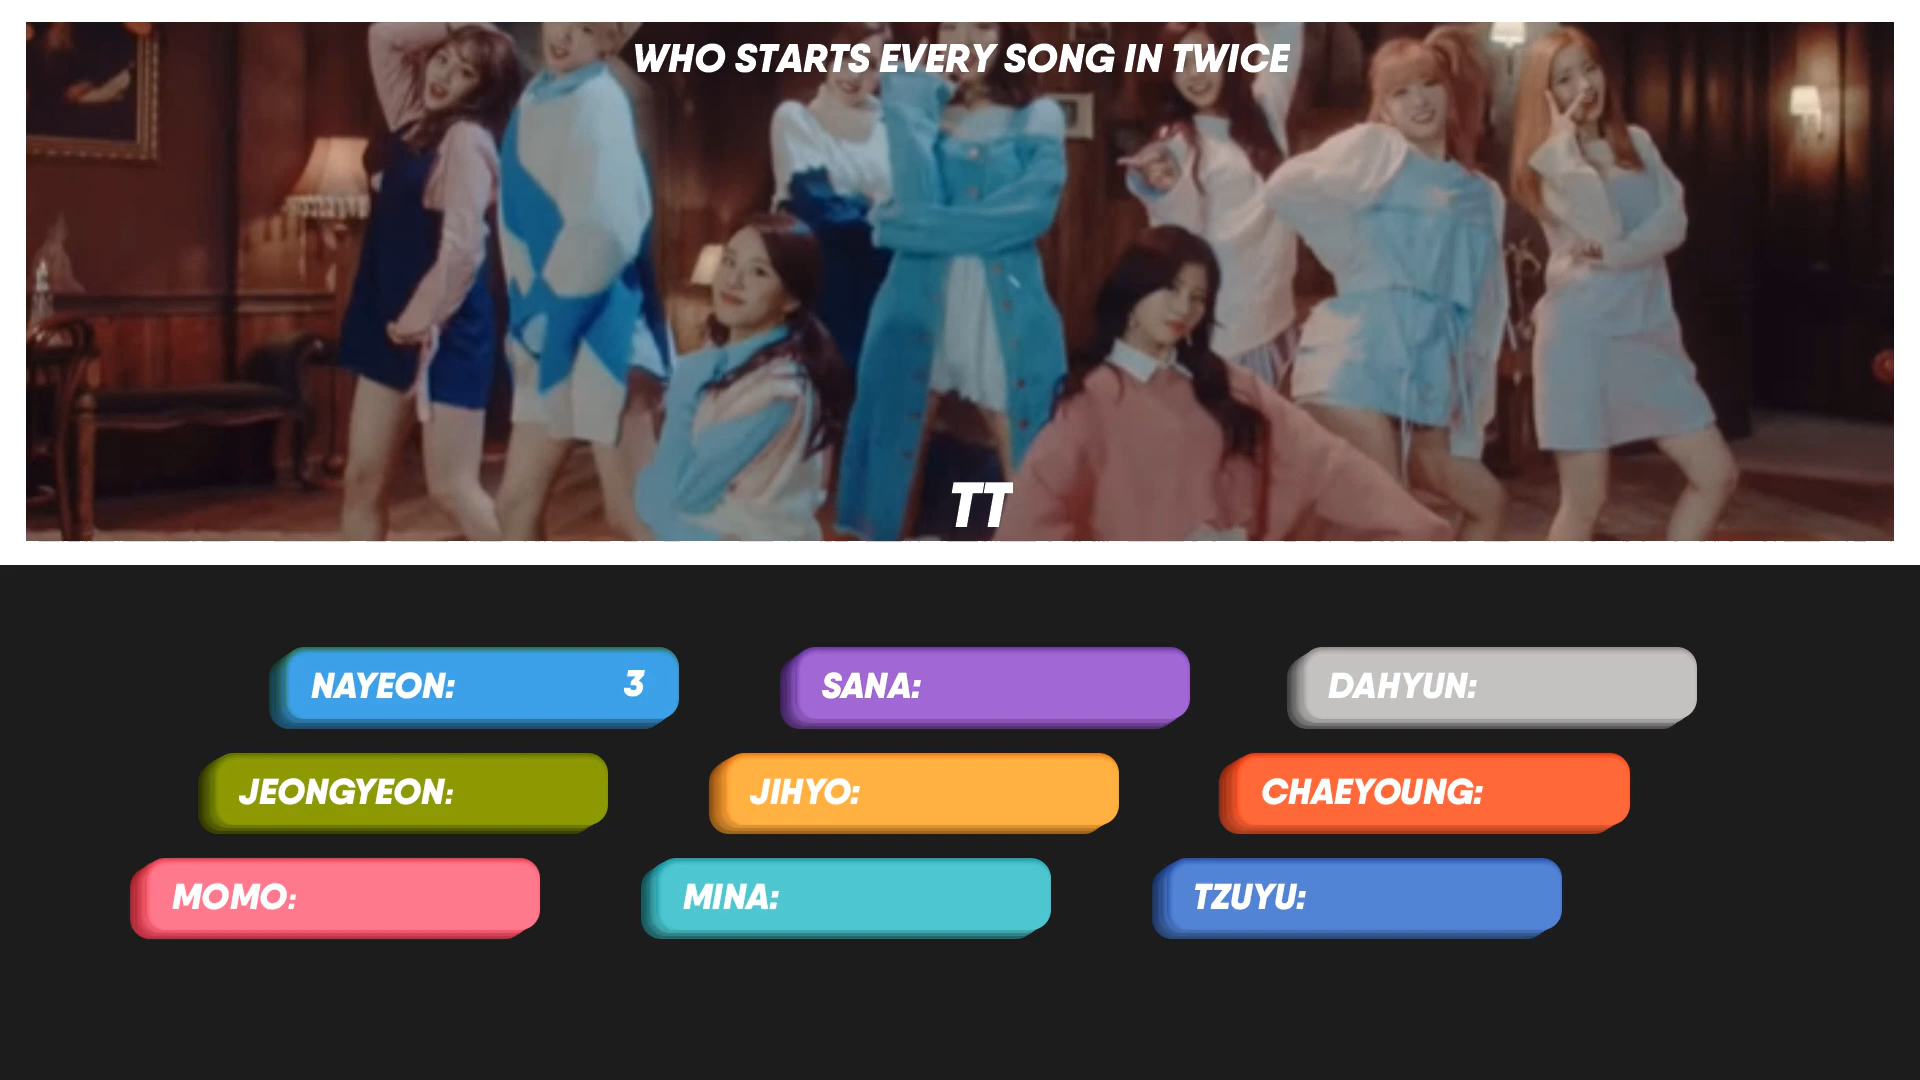 WHO STARTS EVERY SONG IN TWICE
TT
NAYEON: 3
SANA:
DAHYUN:
JEONGYEON:
JIHYO:
CHAEYOUNG:
MOMO:
MINA:
TZUYU: